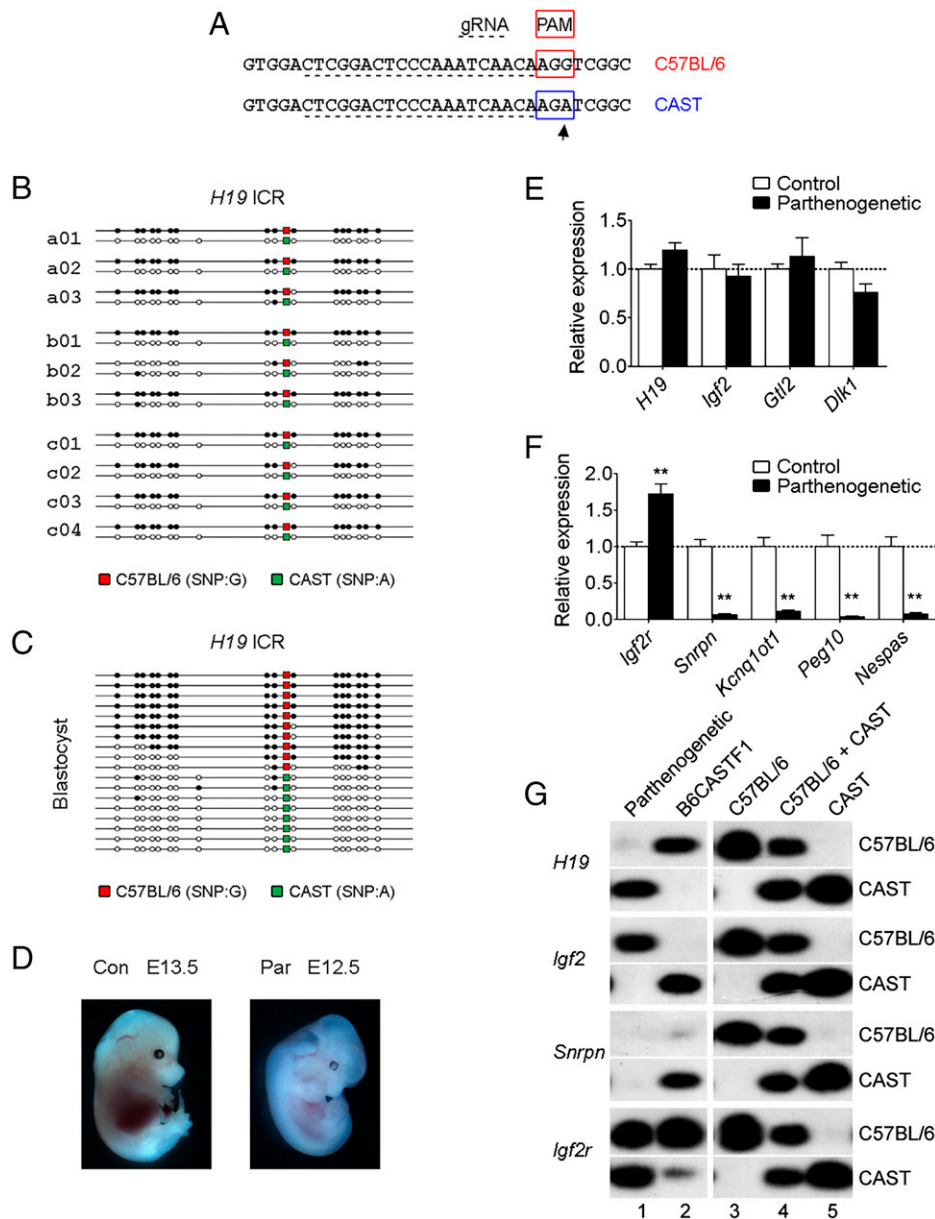 A
gRNA PAM
GTGGACTCGGACTCCCAAATCAACAAGGTCGGC C57BL/6
GTGGACTCGGACTCCCAAATCAACAAGATCGGC CAST
B
H19 ICR
a01
a02
a03
b01
b02
b03
c01
c02
c03
c04
C57BL/6 (SNP:G) CAST (SNP:A)
C
H19 ICR
Blastocyst
C57BL/6 (SNP:G) CAST (SNP:A)
D
Con E13.5 Par E12.5
E
Control
Parthenogenetic
Relative expression
1.5
1.0
0.5
0.0
H19 Igf2 Gtl2 Dlk1
F
Control
Parthenogenetic
Relative expression
2.0
1.5
1.0
0.5
0
** ** ** ** **
Igf2r Snrpn Kcnq1ot1 Peg10 Nespas
G
Parthenogenetic B6CASTF1 C57BL/6 C57BL/6 + CAST CAST
H19
C57BL/6
CAST
Igf2
C57BL/6
CAST
Snrpn
C57BL/6
CAST
Igf2r
C57BL/6
CAST
1 2 3 4 5